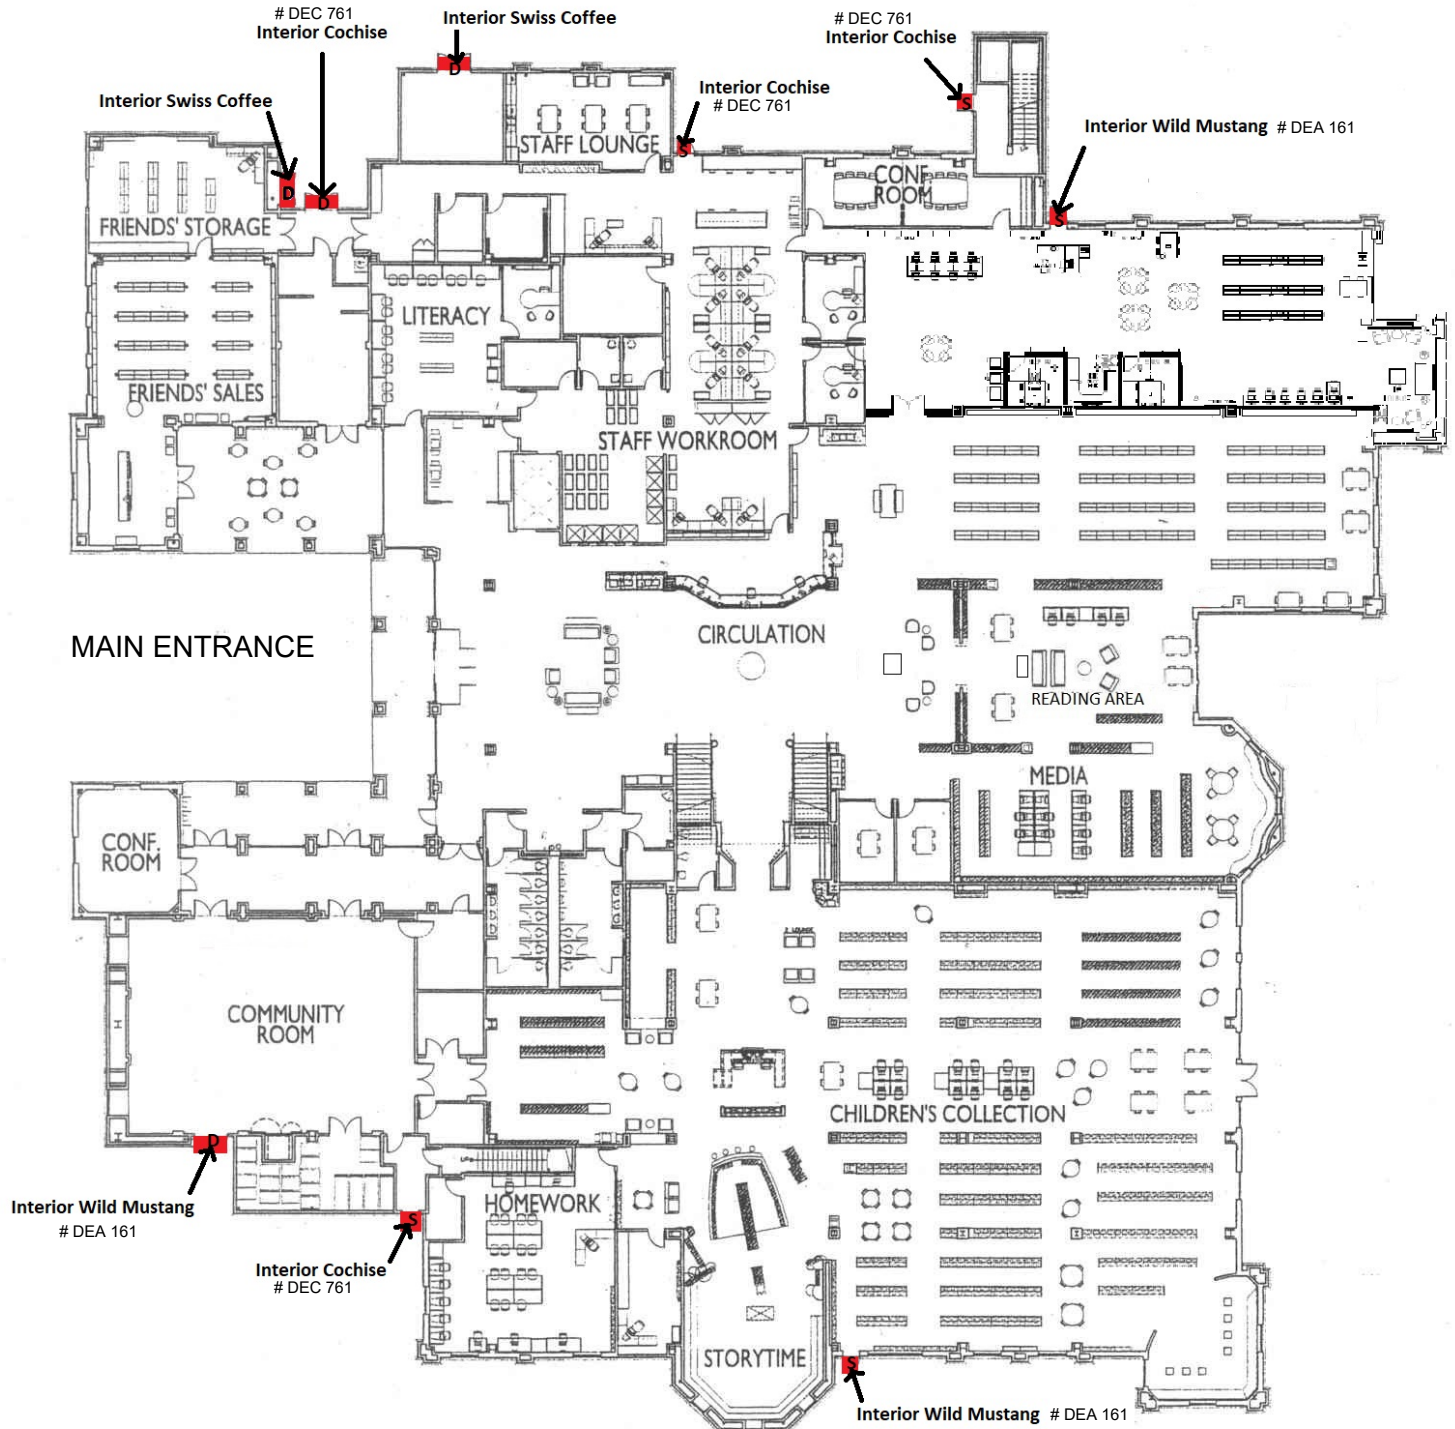 # DEC 761
Interior Cochise
Interior Swiss Coffee
# DEC 761
Interior Cochise
Interior Swiss Coffee
D
Interior Cochise
# DEC 761
S
Interior Wild Mustang # DEA 161
STAFF LOUNGE
S
CONF.
ROOM
D
D
S
FRIENDS' STORAGE
LITERACY
FRIENDS' SALES
STAFF WORKROOM
MAIN ENTRANCE
CIRCULATION
READING AREA
MEDIA
CONF.
ROOM
COMMUNITY
ROOM
CHILDREN'S COLLECTION
D
Interior Wild Mustang
# DEA 161
HOMEWORK
S
Interior Cochise
# DEC 761
STORYTIME
S
Interior Wild Mustang # DEA 161